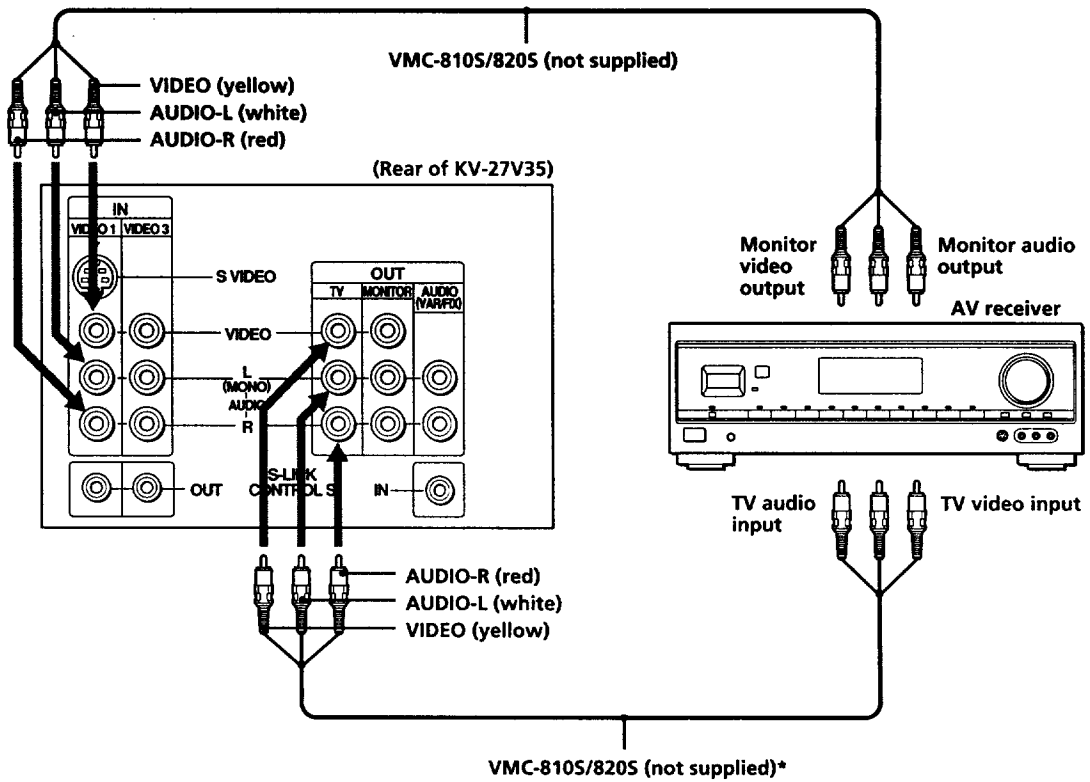 VMC-810S/820S (not supplied)
VIDEO (yellow)
AUDIO-L (white)
AUDIO-R (red)
(Rear of KV-27V35)
IN
VIDEO 1 VIDEO 3
S VIDEO
OUT
TV MONITOR AUDIO
(VAR/FIX)
VIDEO
L
(MONO)
AUDIO
R
OUT
S-LINK
CONTROL S
IN
Monitor
video
output
Monitor audio
output
AV receiver
TV audio
input
TV video input
AUDIO-R (red)
AUDIO-L (white)
VIDEO (yellow)
VMC-810S/820S (not supplied)*